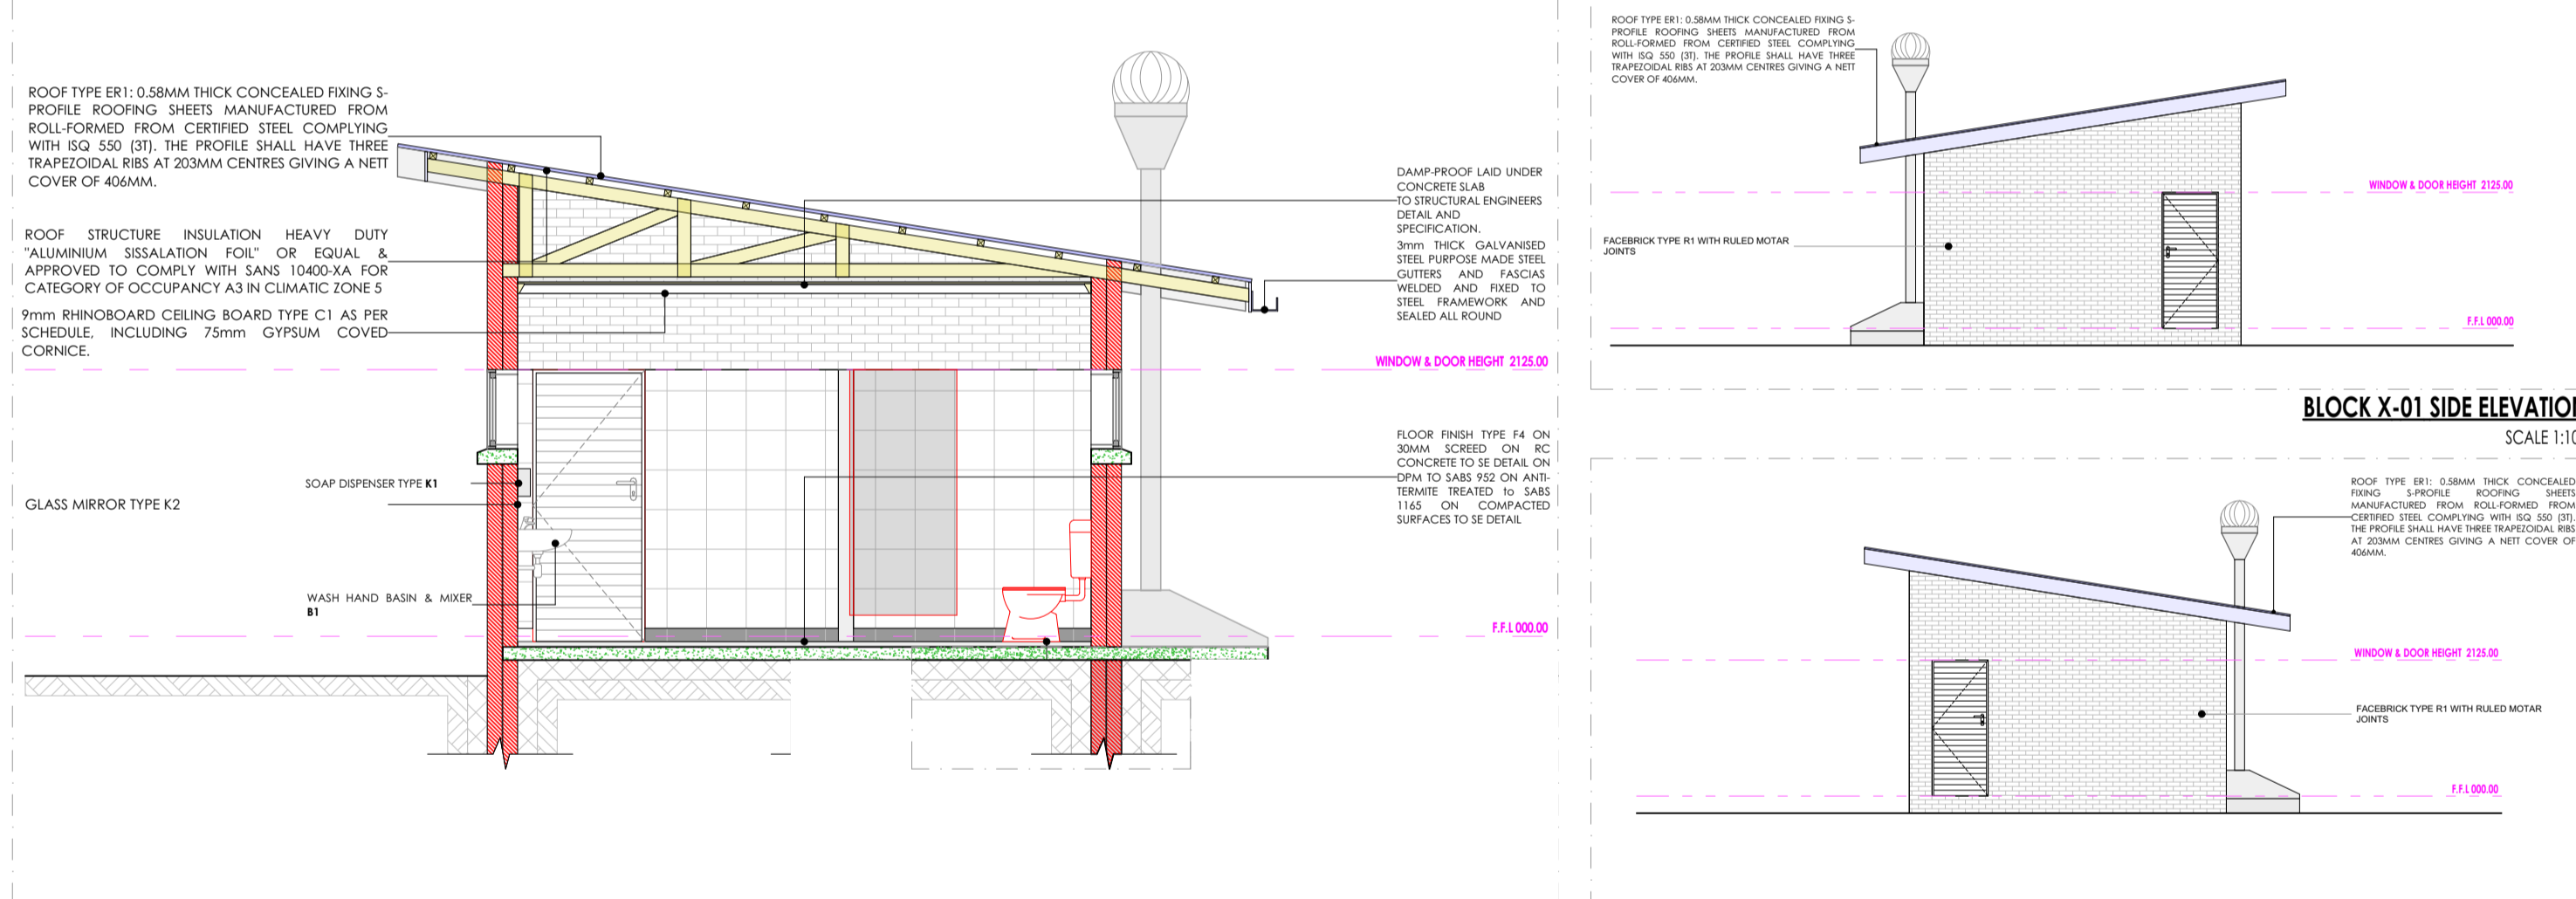 ROOF TYPE ER1: 0.58MM THICK CONCEALED FIXING S-
PROFILE ROOFING SHEETS MANUFACTURED FROM
ROLL-FORMED FROM CERTIFIED STEEL COMPLYING
WITH ISQ 550 (3T). THE PROFILE SHALL HAVE THREE
TRAPEZOIDAL RIBS AT 203MM CENTRES GIVING A NETT
COVER OF 406MM.
ROOF STRUCTURE INSULATION HEAVY DUTY
"ALUMINIUM SISSALATION FOIL" OR EQUAL &
APPROVED TO COMPLY WITH SANS 10400-XA FOR
CATEGORY OF OCCUPANCY A3 IN CLIMATIC ZONE 5
9mm RHINOBOARD CEILING BOARD TYPE C1 AS PER
SCHEDULE, INCLUDING 75mm GYPSUM COVED
CORNICE.
SOAP DISPENSER TYPE K1
GLASS MIRROR TYPE K2
WASH HAND BASIN & MIXER
B1
DAMP-PROOF LAID UNDER
CONCRETE SLAB
TO STRUCTURAL ENGINEERS
DETAIL AND
SPECIFICATION.
3mm THICK GALVANISED
STEEL PURPOSE MADE STEEL
GUTTERS AND FASCIAS
WELDED AND FIXED TO
STEEL FRAMEWORK AND
SEALED ALL ROUND
WINDOW & DOOR HEIGHT 2125.00
FLOOR FINISH TYPE F4 ON
30MM SCREED ON RC
CONCRETE TO SE DETAIL ON
DPM TO SABS 952 ON ANTI-
TERMITE TREATED to SABS
1165 ON COMPACTED
SURFACES TO SE DETAIL
F.F.L 000.00
ROOF TYPE ER1: 0.58MM THICK CONCEALED FIXING S-
PROFILE ROOFING SHEETS MANUFACTURED FROM
ROLL-FORMED FROM CERTIFIED STEEL COMPLYING
WITH ISQ 550 (3T). THE PROFILE SHALL HAVE THREE
TRAPEZOIDAL RIBS AT 203MM CENTRES GIVING A NETT
COVER OF 406MM.
WINDOW & DOOR HEIGHT 2125.00
FACEBRICK TYPE R1 WITH RULED MOTAR
JOINTS
F.F.L 000.00
BLOCK X-01 SIDE ELEVATION
SCALE 1:10
ROOF TYPE ER1: 0.58MM THICK CONCEALED
FIXING S-PROFILE ROOFING SHEETS
MANUFACTURED FROM ROLL-FORMED FROM
CERTIFIED STEEL COMPLYING WITH ISQ 550 (3T).
THE PROFILE SHALL HAVE THREE TRAPEZOIDAL RIBS
AT 203MM CENTRES GIVING A NETT COVER OF
406MM.
WINDOW & DOOR HEIGHT 2125.00
FACEBRICK TYPE R1 WITH RULED MOTAR
JOINTS
F.F.L 000.00